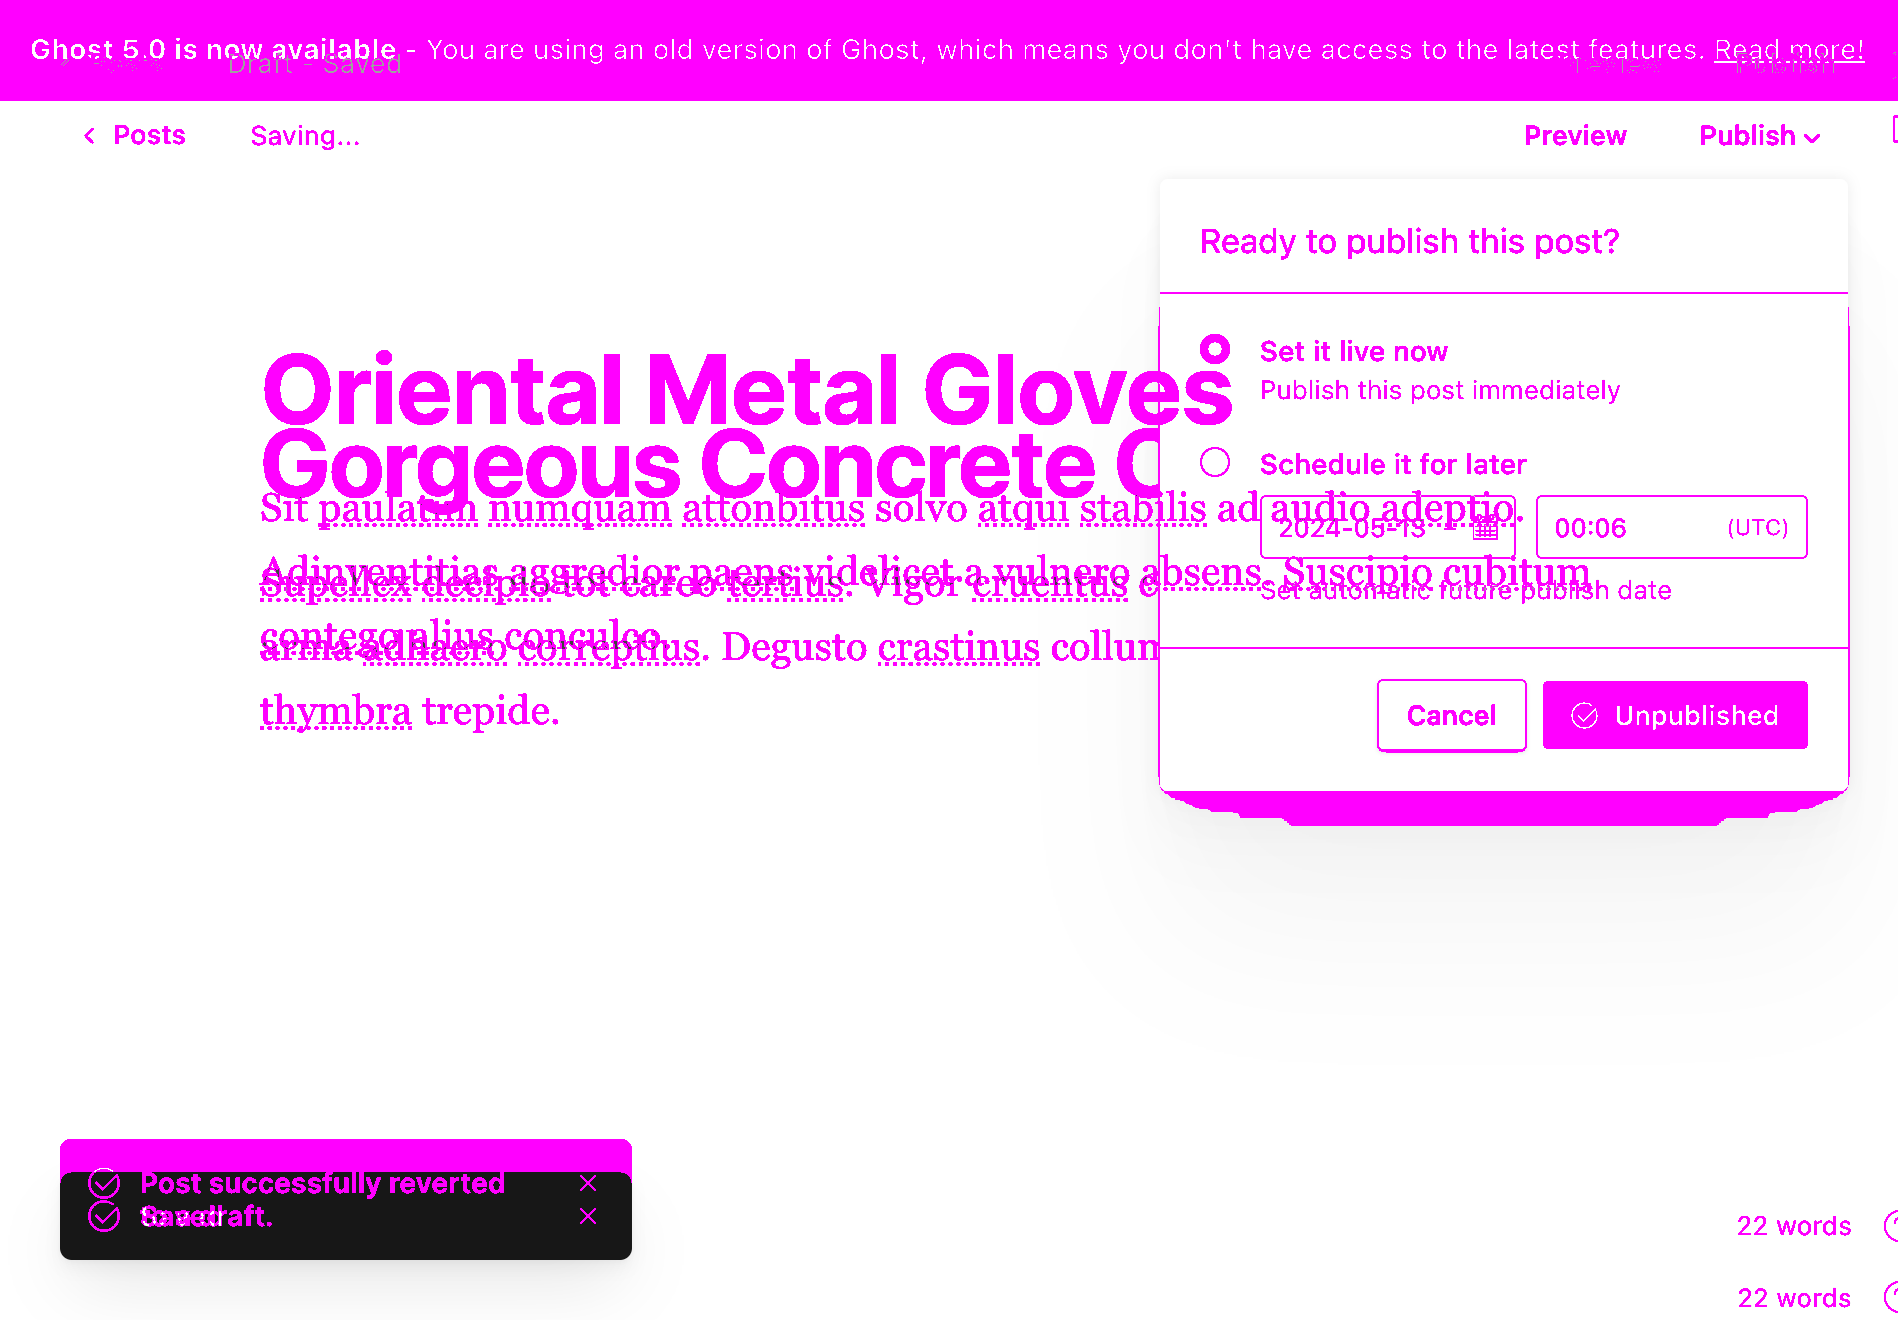 Ghost 5.0 is now available - You are using an old version of Ghost, which means you don't have access to the latest features. Read more!
Draft - Saved
Posts Saving... Preview Publish
Ready to publish this post?
Set it live now
Publish this post immediately
Oriental Metal Gloves
Gorgeous Concrete
Schedule it for later
Sit paulatim numquam attonbitus solvo atqui stabilis ad audio adeptio.
2024-05-13 00:06 (UTC)
Adinventitias aggredior paens videlicet a vulnero absens. Suscipio cubitum
Supellex decipio tot careo tertius. Vigor cruentus
Set automatic future publish date
contego alius conculco.
arma adhaero correptius. Degusto crastinus
thymbra trepide.
Cancel Unpublished
Post successfully reverted
to a draft.
Saved
22 words
22 words